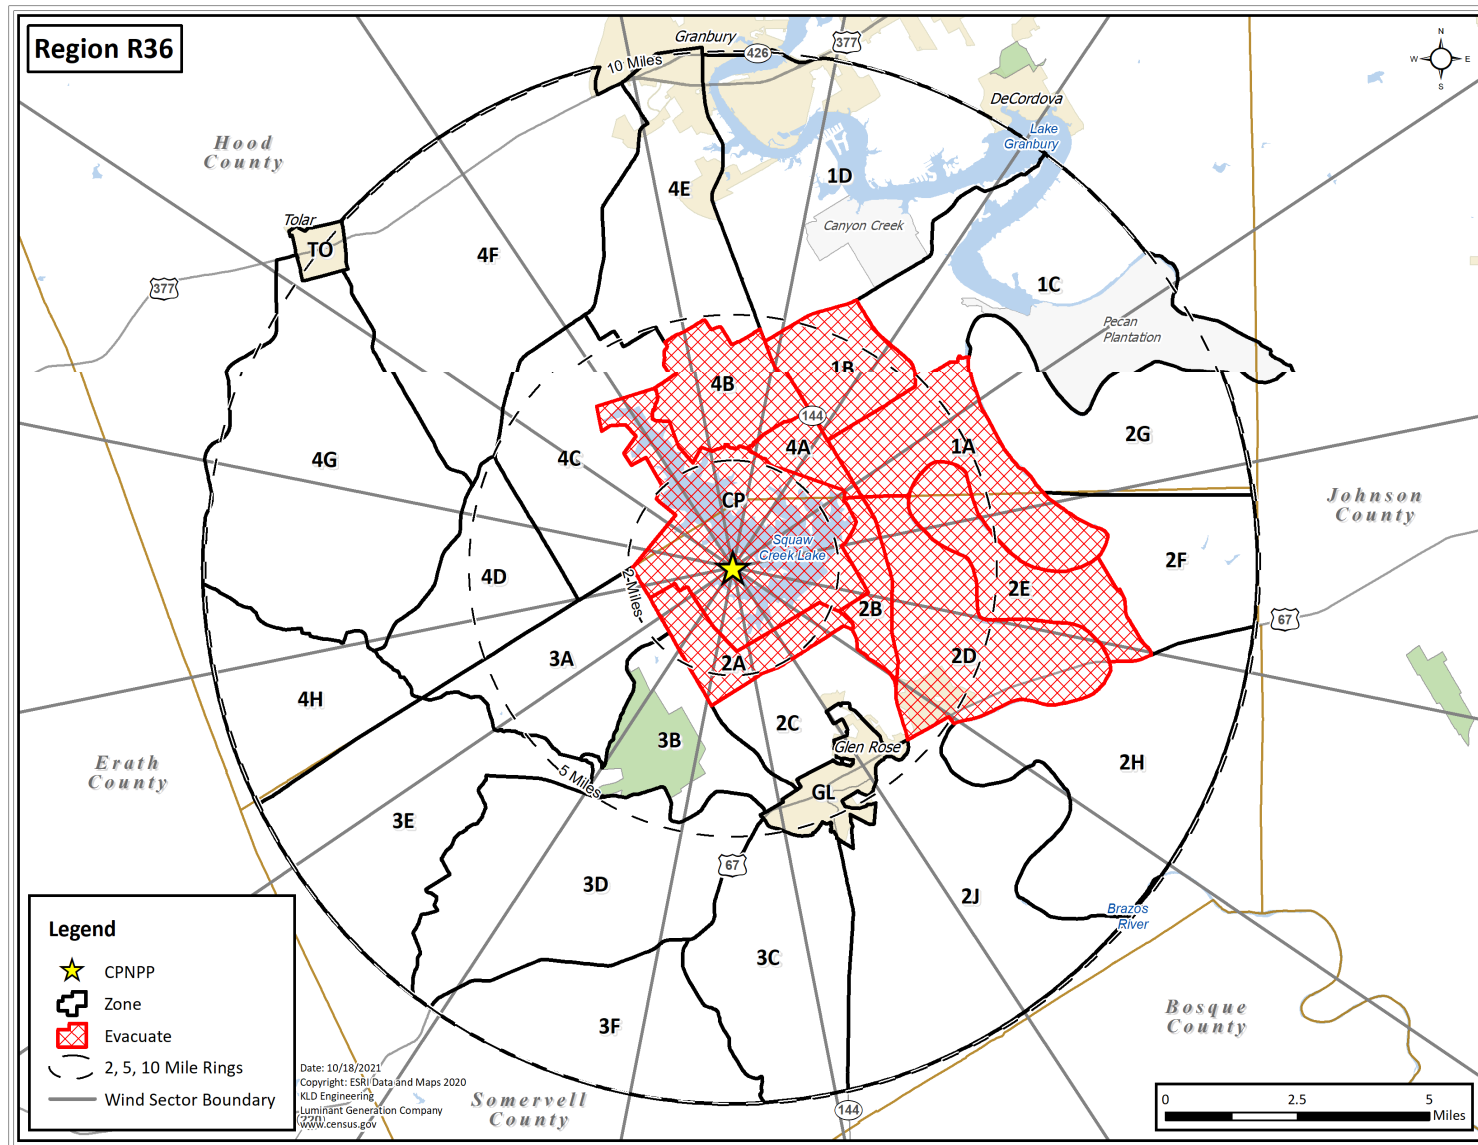 Region R36
Granbury
426
377
10 Miles
N
W
E
S
DeCordova
Lake
Granbury
Hood
County
4E
1D
Tolar
TO
Canyon Creek
4F
377
1C
Pecan
Plantation
1B
4B
144
2G
4A
1A
4G
4C
CP
Johnson
County
Squaw
Creek Lake
2F
4D
2-Miles
2E
2B
67
3A
2D
2A
4H
2C
3B
Glen Rose
2H
Erath
County
5 Miles
GL
3E
67
3D
2J
Brazos
River
3C
Bosque
County
3F
Legend
CPNPP
Zone
Evacuate
2, 5, 10 Mile Rings
Wind Sector Boundary
Date: 10/18/2021
Copyright: ESRI Data and Maps 2020
KLD Engineering
Luminant Generation Company
www.census.gov
Somervell
County
144
0
2.5
5
Miles